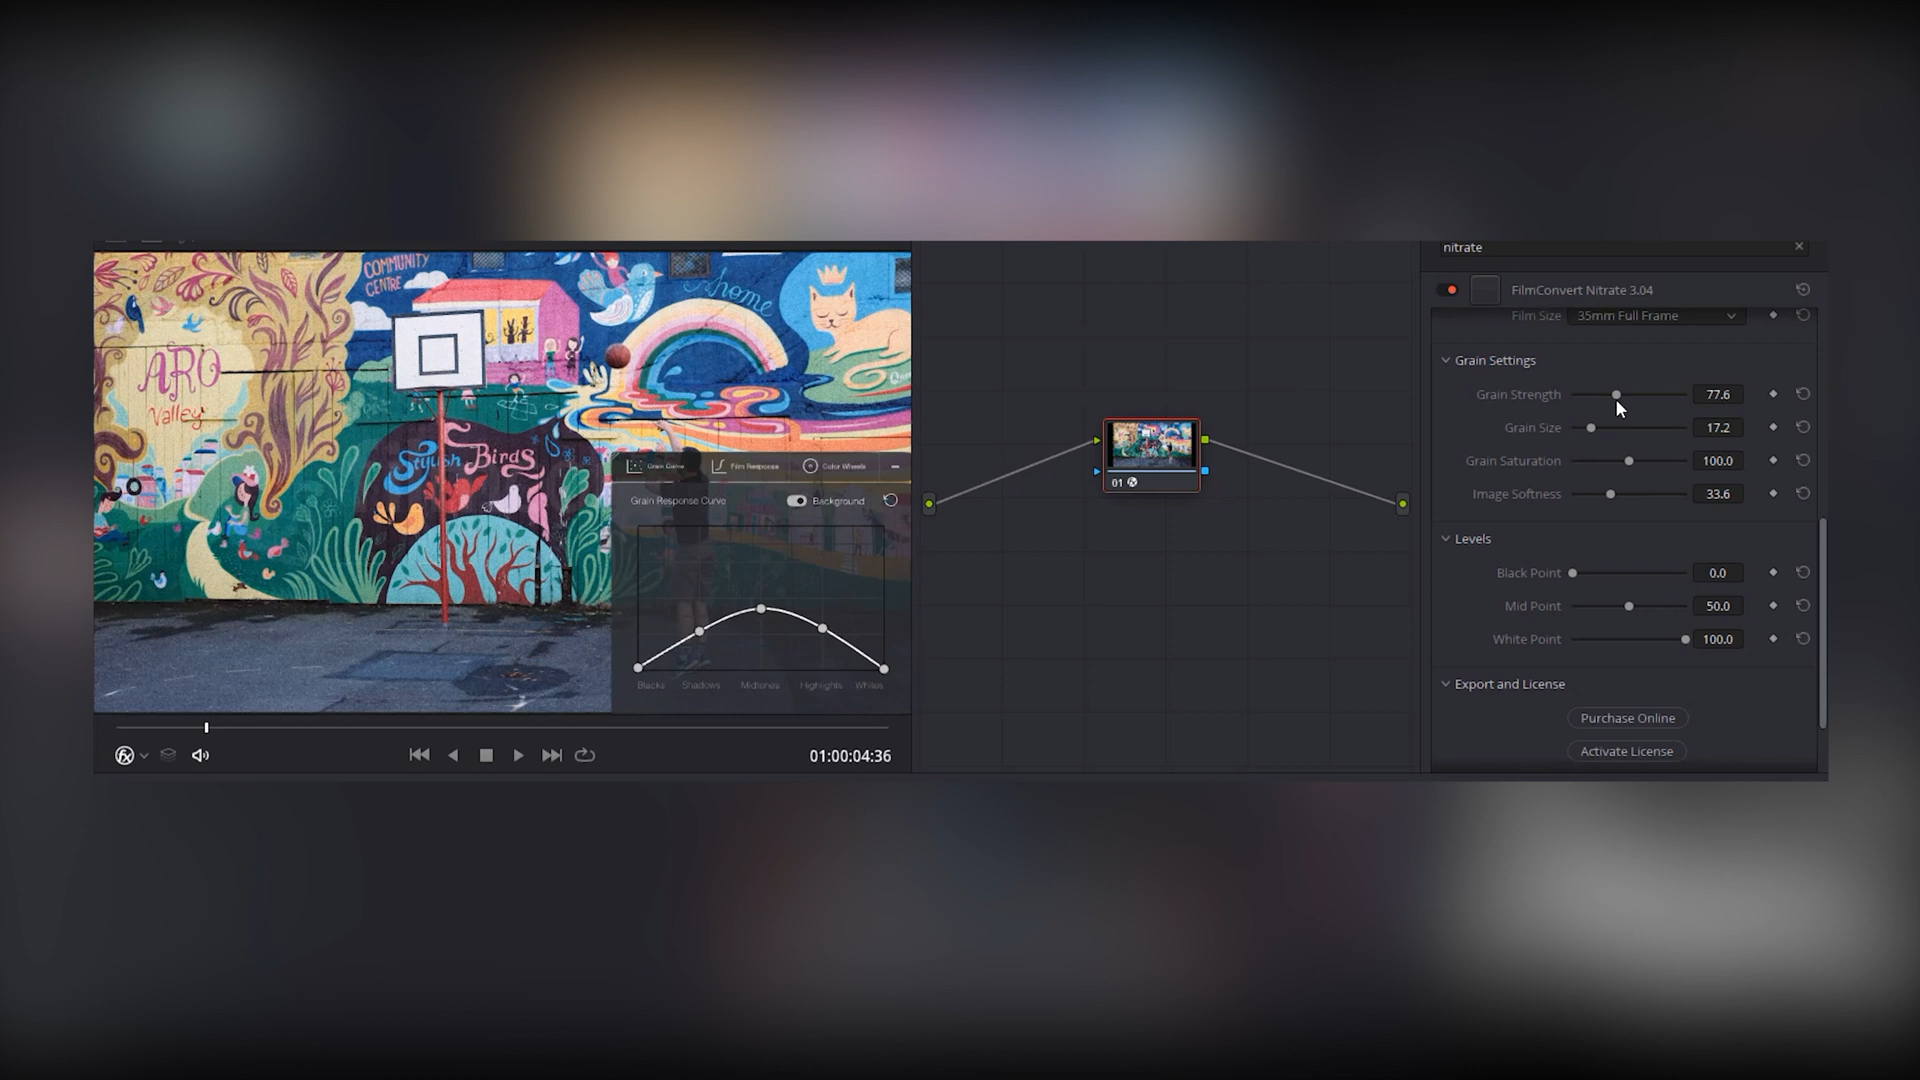 COMMUNITY
CENTRE
home
ARO
Valley
Stylish Birds
Grain Curve
Film Response
Color Wheels
Grain Response Curve
Background
Blacks
Shadows
Midtones
Highlights
Whites
01:00:04:36
01
nitrate
FilmConvert Nitrate 3.04
Film Size 35mm Full Frame
Grain Settings
Grain Strength 77.6
Grain Size 17.2
Grain Saturation 100.0
Image Softness 33.6
Levels
Black Point 0.0
Mid Point 50.0
White Point 100.0
Export and License
Purchase Online
Activate License